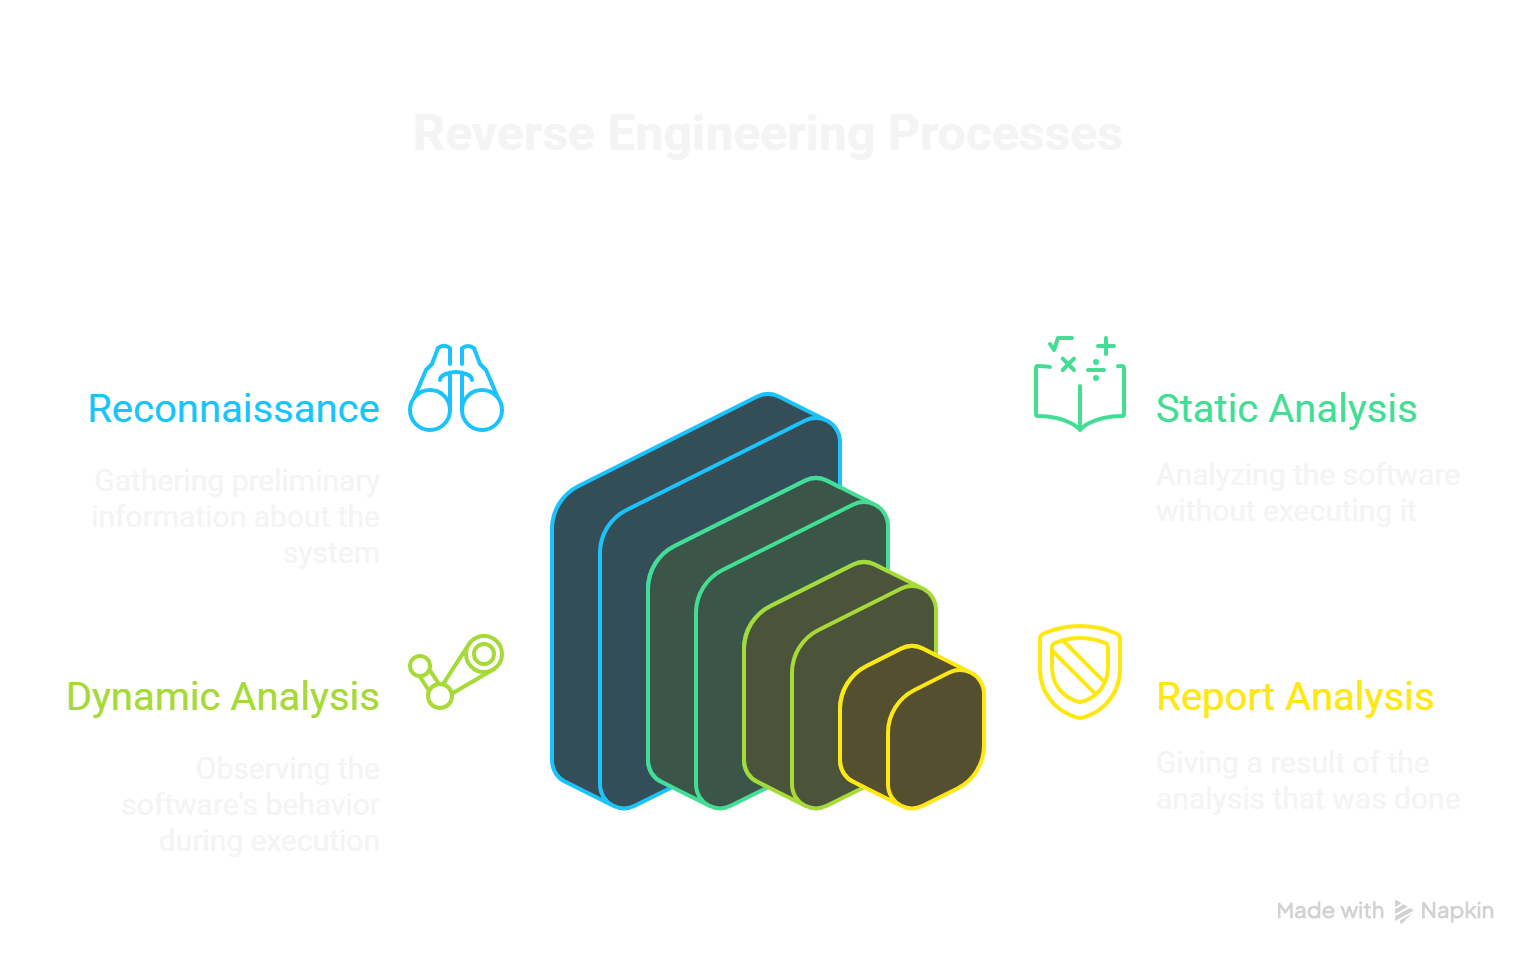 Reverse Engineering Processes
Reconnaissance
Gathering preliminary
information about the
system
Static Analysis
Analyzing the software
without executing it
Dynamic Analysis
Observing the
software's behavior
during execution
Report Analysis
Giving a result of the
analysis that was done
Made with Napkin